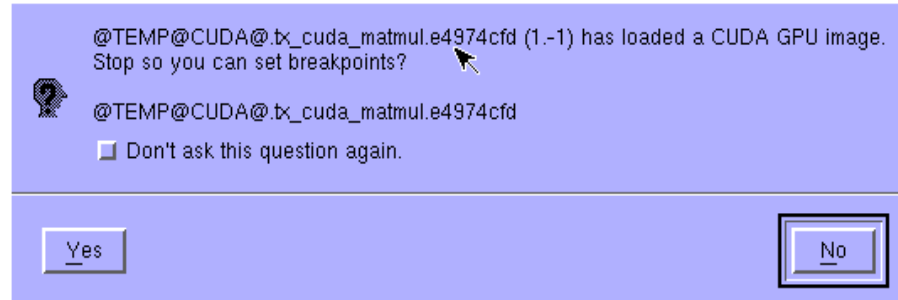 @TEMP@CUDA@.tx_cuda_matmul.e4974cfd (1.-1) has loaded a CUDA GPU image.
Stop so you can set breakpoints?
@TEMP@CUDA@.tx_cuda_matmul.e4974cfd
Don't ask this question again.
Yes
No